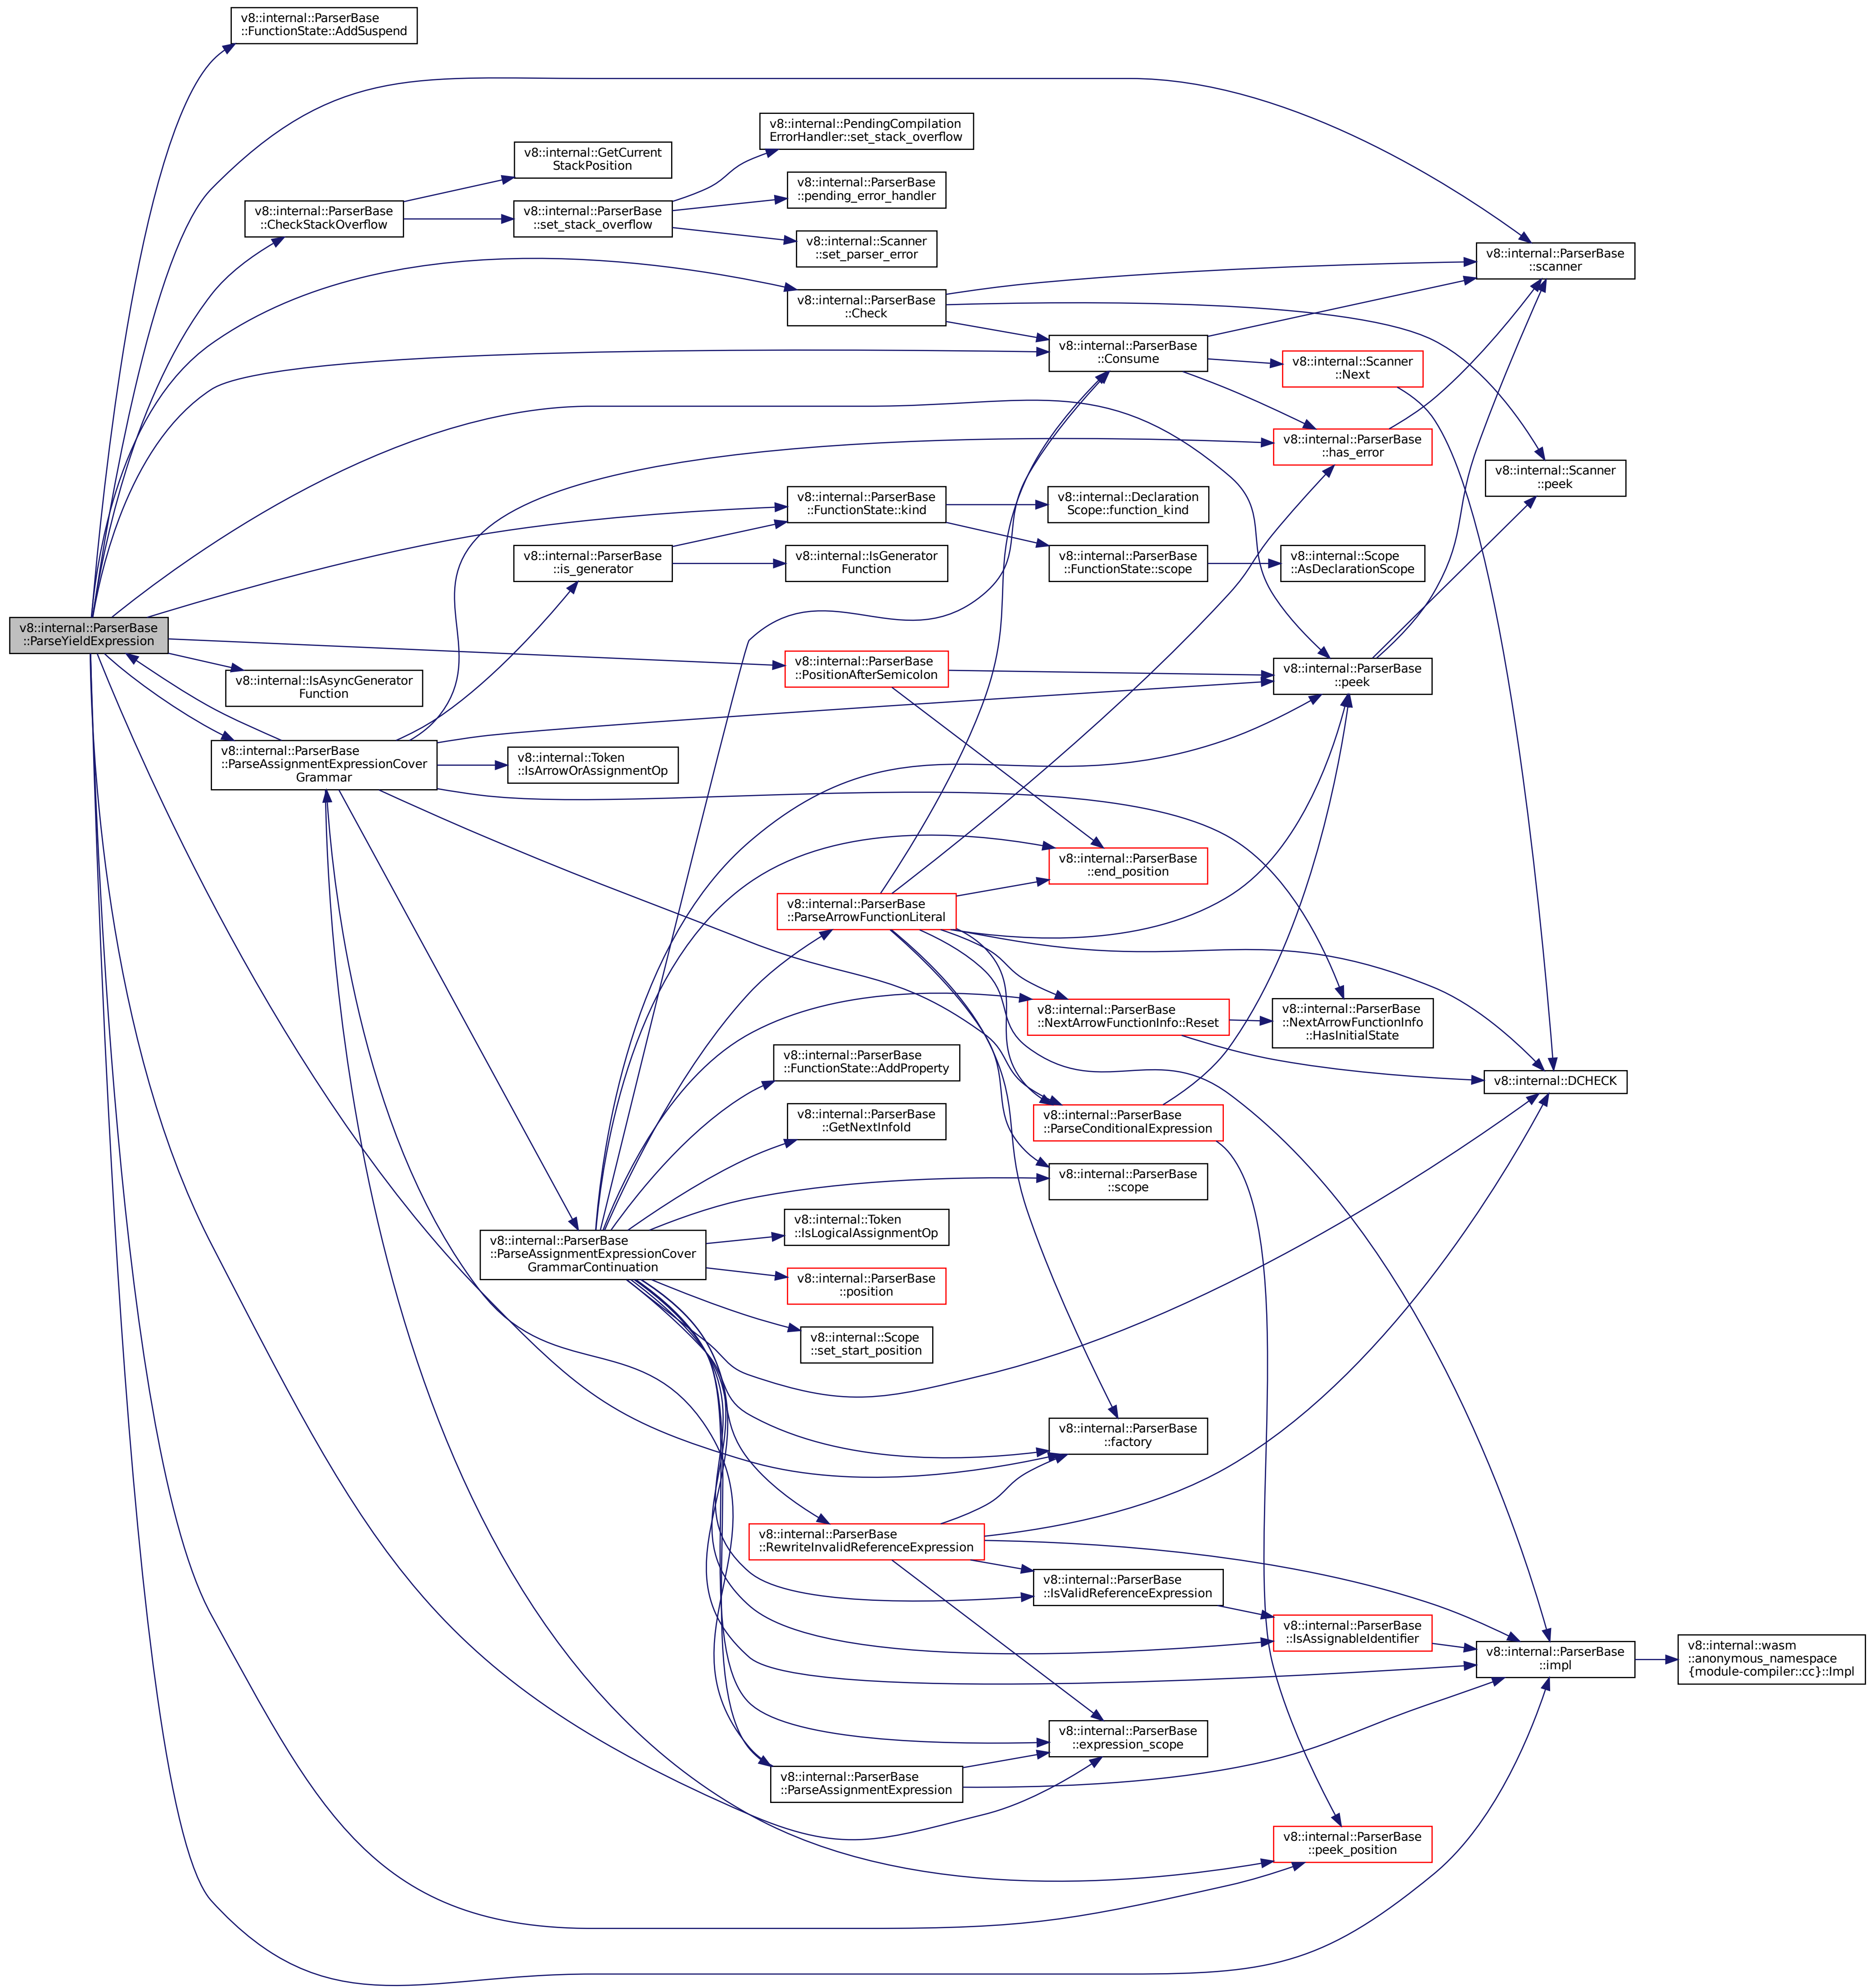 v8::internal::ParserBase
::FunctionState::AddSuspend
v8::internal::PendingCompilation
ErrorHandler::set_stack_overflow
v8::internal::GetCurrent
StackPosition
v8::internal::ParserBase
::pending_error_handler
v8::internal::ParserBase
::CheckStackOverflow
v8::internal::ParserBase
::set_stack_overflow
v8::internal::Scanner
::set_parser_error
v8::internal::ParserBase
::scanner
v8::internal::ParserBase
::Check
v8::internal::ParserBase
::Consume
v8::internal::Scanner
::Next
v8::internal::ParserBase
::has_error
v8::internal::Scanner
::peek
v8::internal::ParserBase
::FunctionState::kind
v8::internal::Declaration
Scope::function_kind
v8::internal::ParserBase
::is_generator
v8::internal::IsGenerator
Function
v8::internal::ParserBase
::FunctionState::scope
v8::internal::Scope
::AsDeclarationScope
v8::internal::ParserBase
::ParseYieldExpression
v8::internal::IsAsyncGenerator
Function
v8::internal::ParserBase
::PositionAfterSemicolon
v8::internal::ParserBase
::peek
v8::internal::ParserBase
::ParseAssignmentExpressionCover
Grammar
v8::internal::Token
::IsArrowOrAssignmentOp
v8::internal::ParserBase
::end_position
v8::internal::ParserBase
::ParseArrowFunctionLiteral
v8::internal::ParserBase
::NextArrowFunctionInfo::Reset
v8::internal::ParserBase
::NextArrowFunctionInfo
::HasInitialState
v8::internal::ParserBase
::FunctionState::AddProperty
v8::internal::DCHECK
v8::internal::ParserBase
::GetNextInfoId
v8::internal::ParserBase
::ParseConditionalExpression
v8::internal::ParserBase
::scope
v8::internal::ParserBase
::ParseAssignmentExpressionCover
GrammarContinuation
v8::internal::Token
::IsLogicalAssignmentOp
v8::internal::ParserBase
::position
v8::internal::Scope
::set_start_position
v8::internal::ParserBase
::factory
v8::internal::ParserBase
::RewriteInvalidReferenceExpression
v8::internal::ParserBase
::IsValidReferenceExpression
v8::internal::ParserBase
::IsAssignableIdentifier
v8::internal::ParserBase
::impl
v8::internal::wasm
::anonymous_namespace
{module-compiler::cc}::Impl
v8::internal::ParserBase
::expression_scope
v8::internal::ParserBase
::ParseAssignmentExpression
v8::internal::ParserBase
::peek_position